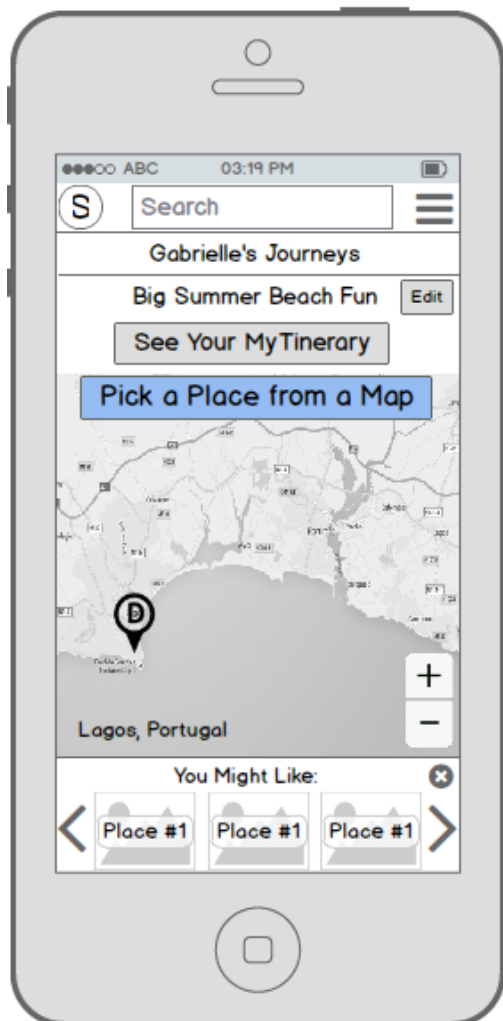 ABC 03:19 PM
S Search
Gabrielle's Journeys
Big Summer Beach Fun Edit
See Your MyTinerary
Pick a Place from a Map
D
+
Lagos, Portugal −
You Might Like:
Place #1 Place #1 Place #1